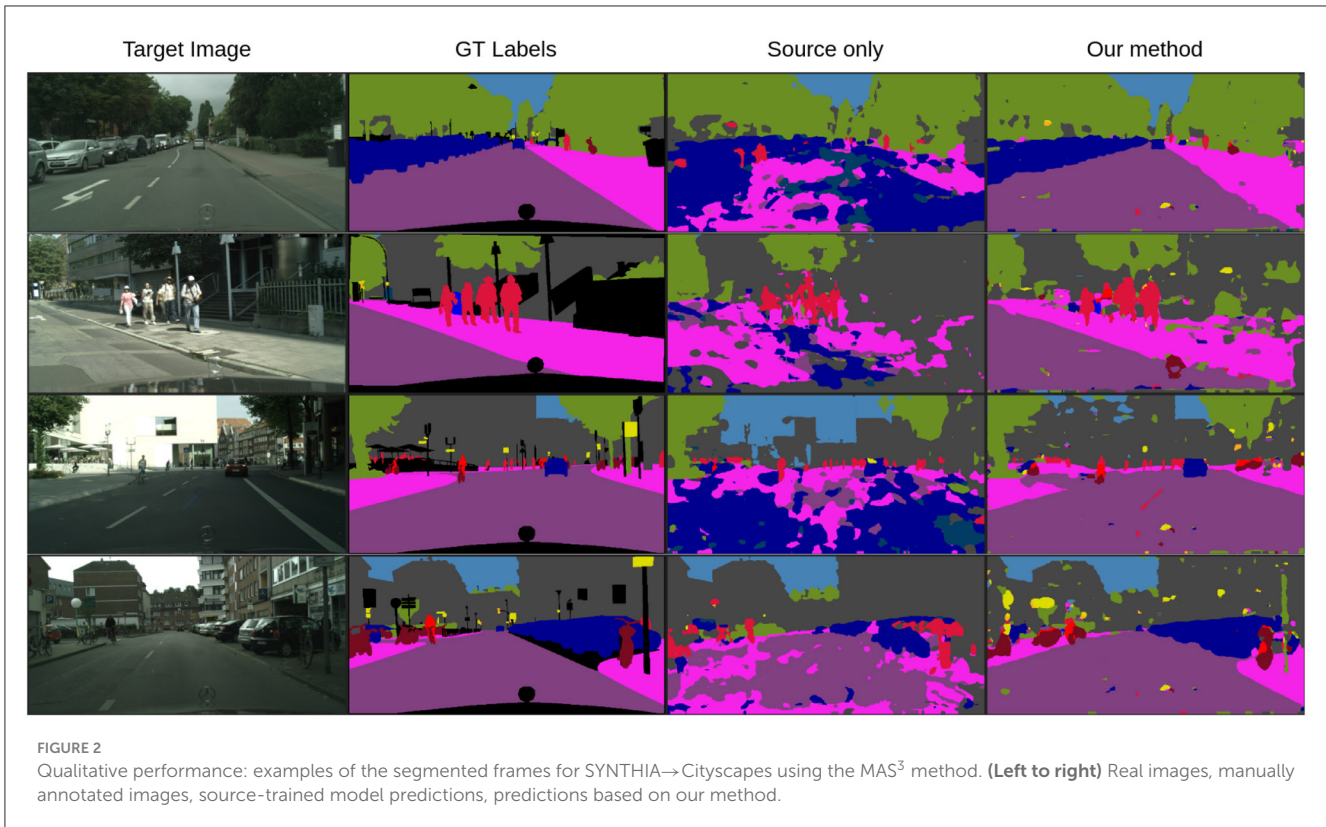 Target Image
GT Labels
Source only
Our method
FIGURE 2
Qualitative performance: examples of the segmented frames for SYNTHIA→Cityscapes using the MAS³ method. (Left to right) Real images, manually
annotated images, source-trained model predictions, predictions based on our method.